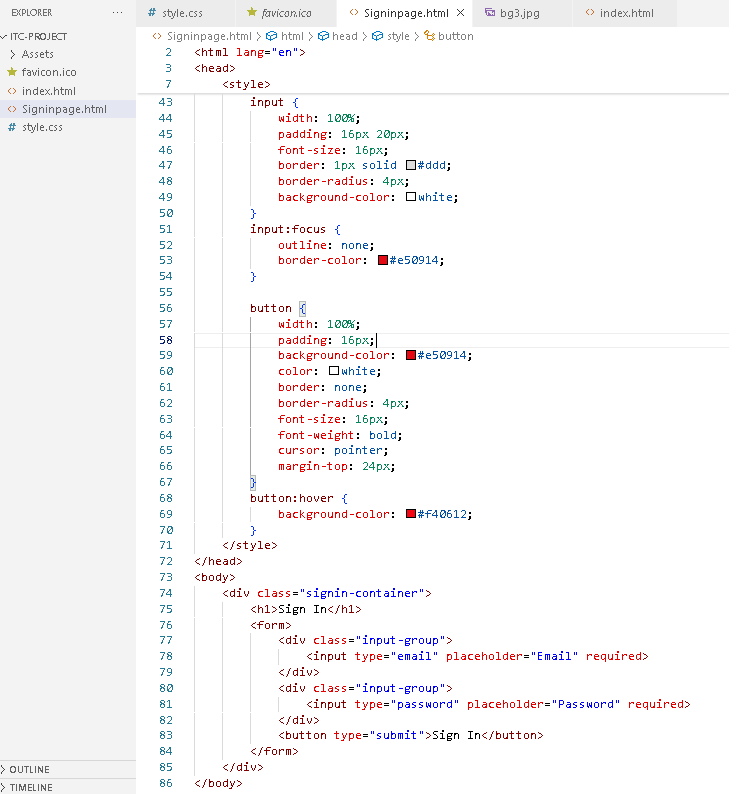 EXPLORER ...
ITC-PROJECT
Assets
favicon.ico
index.html
Signinpage.html
# style.css
OUTLINE
TIMELINE
# style.css favicon.ico <> Signinpage.html × bg3.jpg <> index.html
<> Signinpage.html > html > head > style > button
2 <html lang="en">
3 <head>
7 <style>
43 input {
44 width: 100%;
45 padding: 16px 20px;
46 font-size: 16px;
47 border: 1px solid #ddd;
48 border-radius: 4px;
49 background-color: white;
50 }
51 input:focus {
52 outline: none;
53 border-color: #e50914;
54 }
55
56 button {
57 width: 100%;
58 padding: 16px;
59 background-color: #e50914;
60 color: white;
61 border: none;
62 border-radius: 4px;
63 font-size: 16px;
64 font-weight: bold;
65 cursor: pointer;
66 margin-top: 24px;
67 }
68 button:hover {
69 background-color: #f40612;
70 }
71 </style>
72 </head>
73 <body>
74 <div class="signin-container">
75 <h1>Sign In</h1>
76 <form>
77 <div class="input-group">
78 <input type="email" placeholder="Email" required>
79 </div>
80 <div class="input-group">
81 <input type="password" placeholder="Password" required>
82 </div>
83 <button type="submit">Sign In</button>
84 </form>
85 </div>
86 </body>